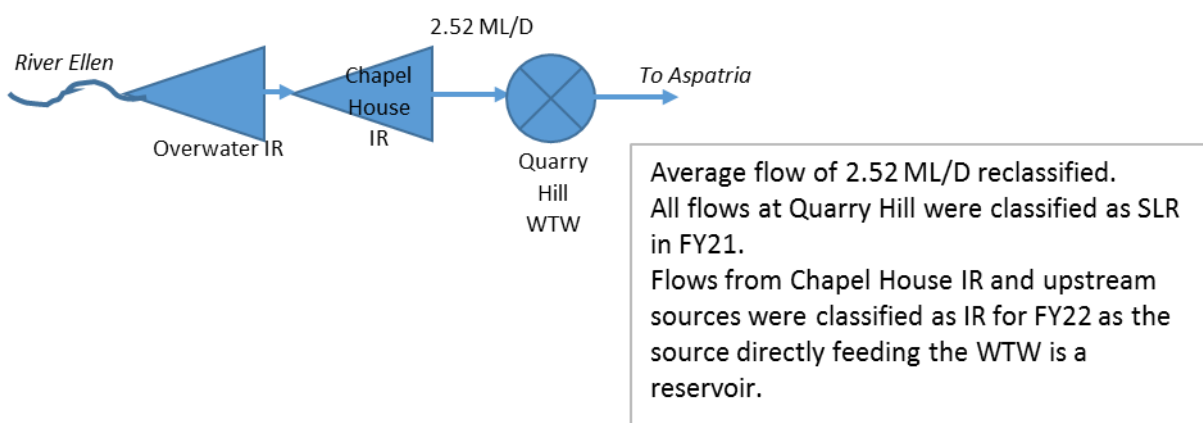 2.52 ML/D
River Ellen
To Aspatria
Chapel
House
IR
Overwater IR
Quarry
Hill
WTW
Average flow of 2.52 ML/D reclassified.
All flows at Quarry Hill were classified as SLR
in FY21.
Flows from Chapel House IR and upstream
sources were classified as IR for FY22 as the
source directly feeding the WTW is a
reservoir.